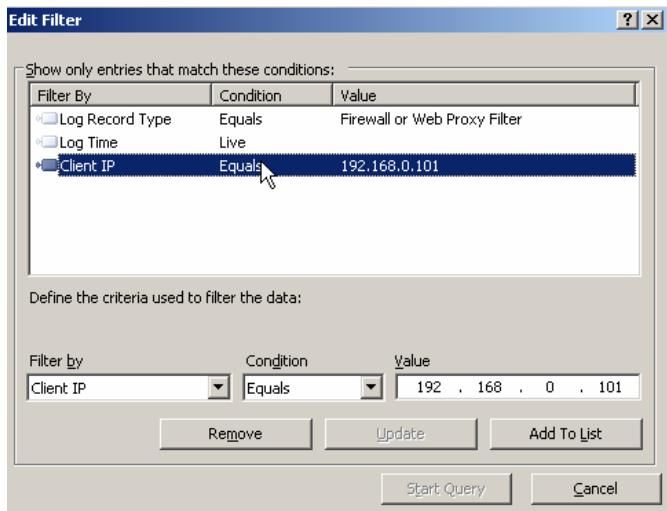 Edit Filter
Show only entries that match these conditions:
Filter By Condition Value
Log Record Type Equals Firewall or Web Proxy Filter
Log Time Live
Client IP Equals 192.168.0.101
Define the criteria used to filter the data:
Filter by Condition Value
Client IP Equals 192 . 168 . 0 . 101
Remove Update Add To List
Start Query Cancel